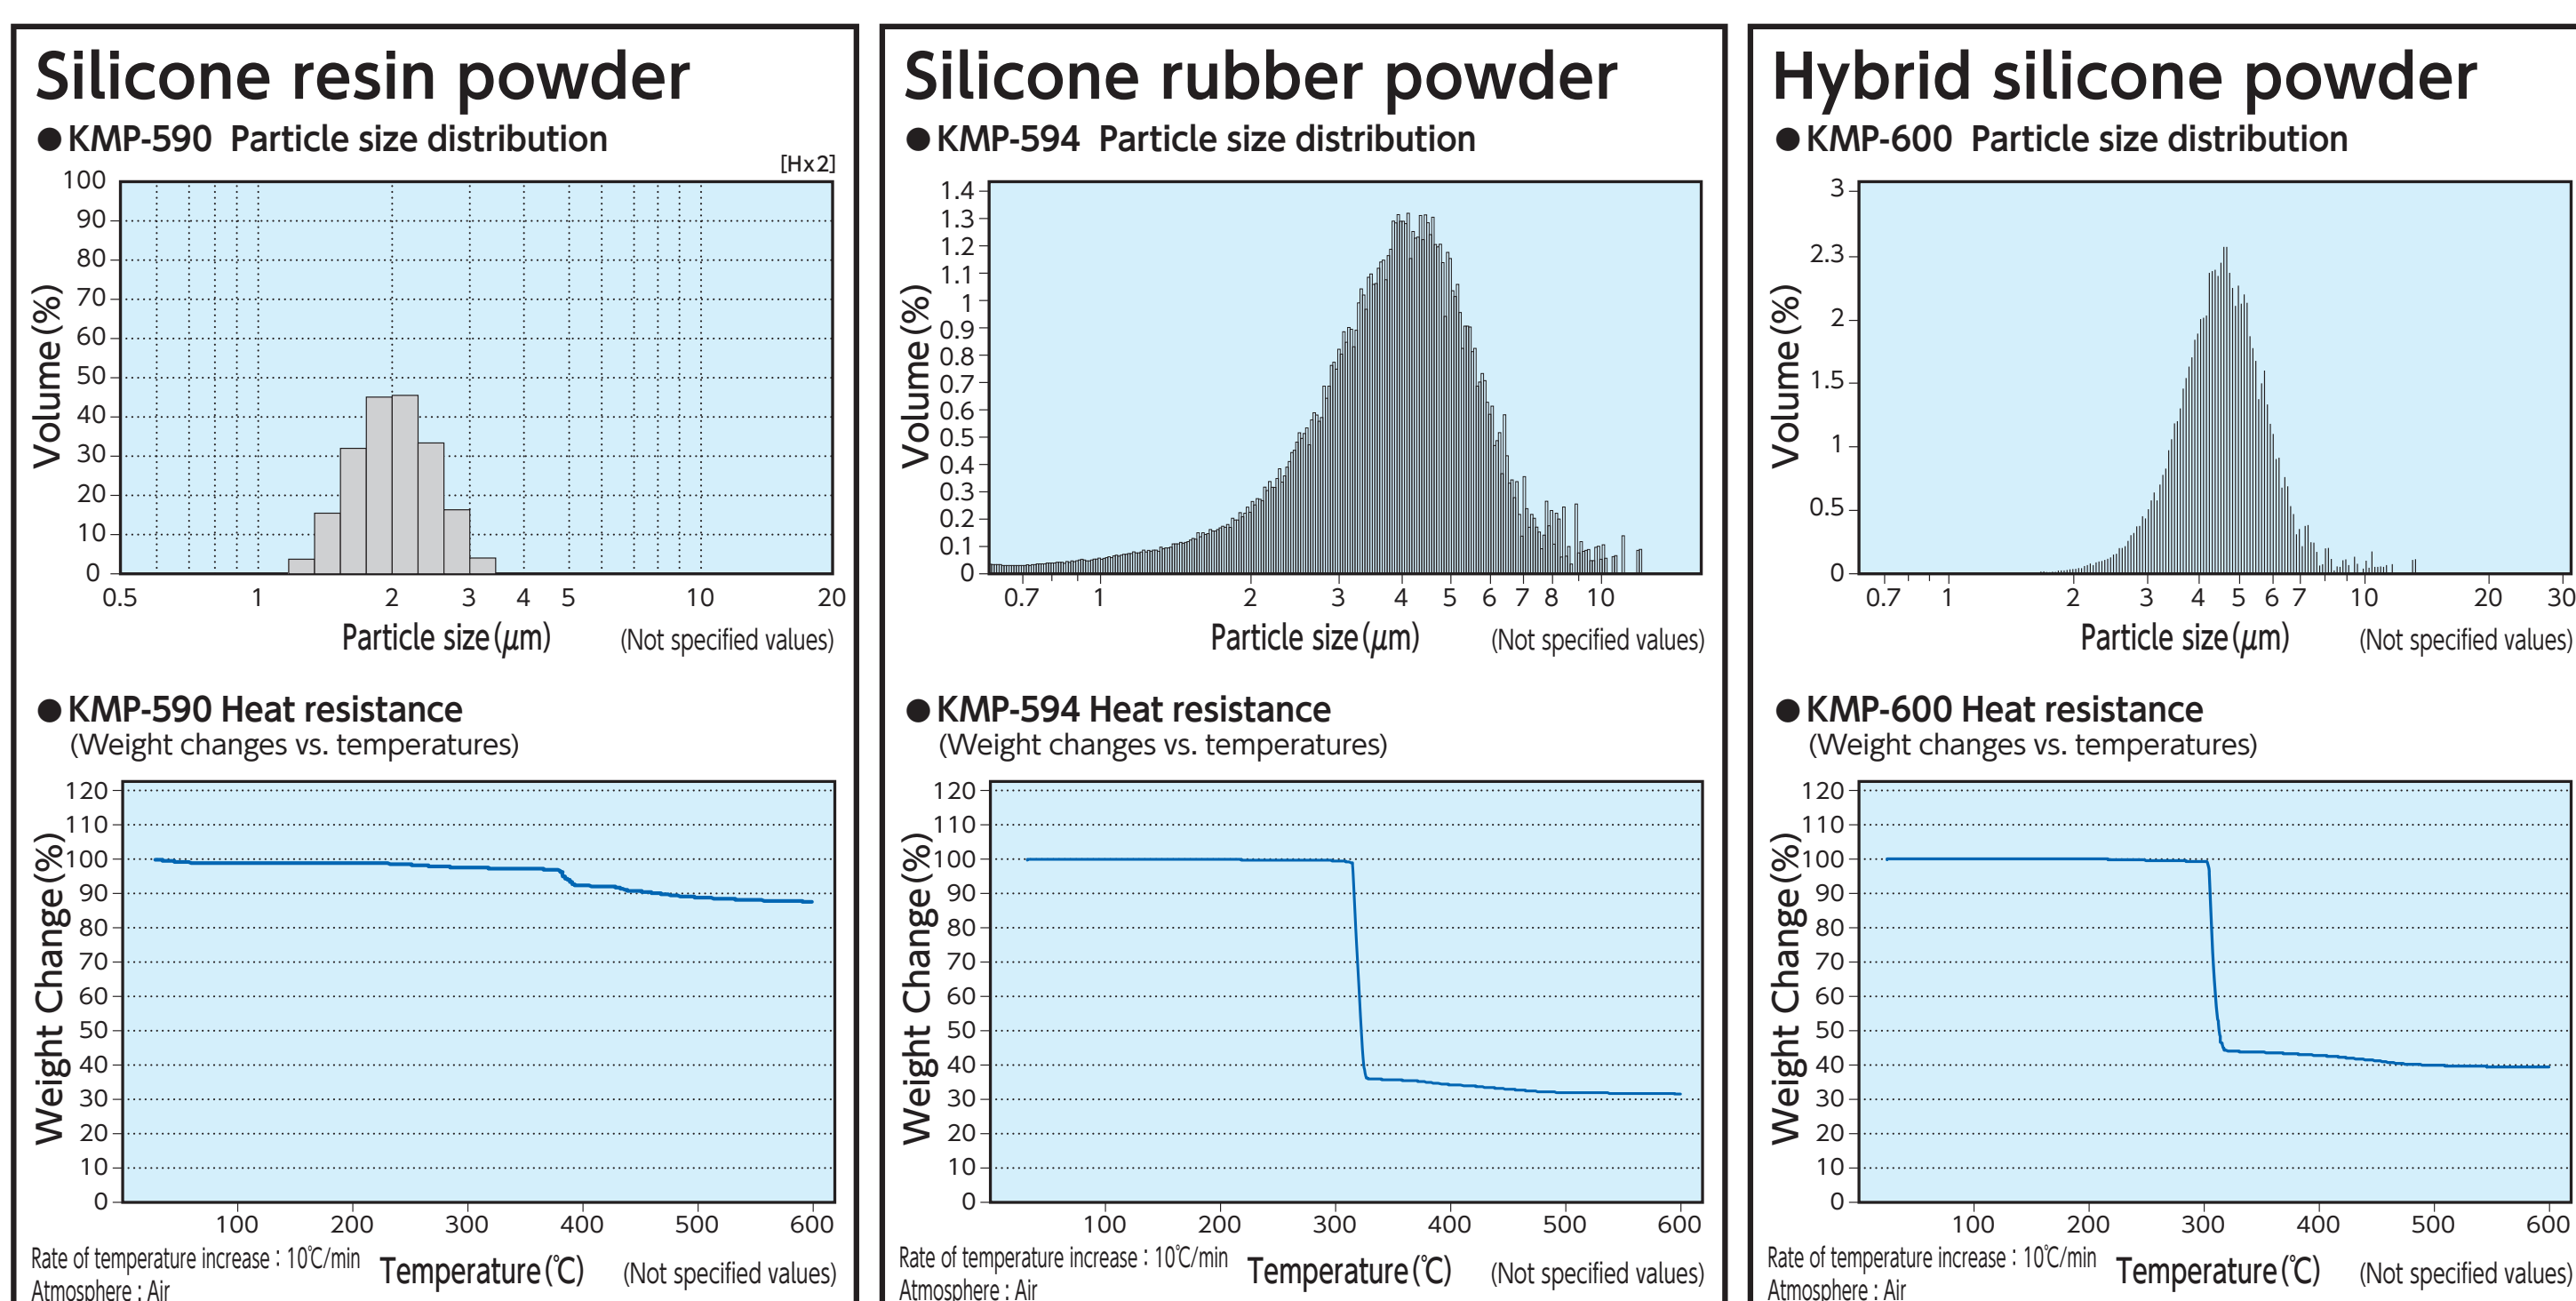 Silicone resin powder
● KMP-590 Particle size distribution
[Hx2]
100
90
80
70
60
50
40
30
20
10
0
Volume (%)
0.5 1 2 3 4 5 10 20
Particle size (μm) (Not specified values)
● KMP-590 Heat resistance
(Weight changes vs. temperatures)
120
110
100
90
80
70
60
50
40
30
20
10
0
Weight Change (%)
100 200 300 400 500 600
Rate of temperature increase : 10℃/min
Atmosphere : Air
Temperature (℃) (Not specified values)
Silicone rubber powder
● KMP-594 Particle size distribution
1.4
1.3
1.2
1.1
1
0.9
0.8
0.7
0.6
0.5
0.4
0.3
0.2
0.1
0
Volume (%)
0.7 1 2 3 4 5 6 7 8 10
Particle size (μm) (Not specified values)
● KMP-594 Heat resistance
(Weight changes vs. temperatures)
120
110
100
90
80
70
60
50
40
30
20
10
0
Weight Change (%)
100 200 300 400 500 600
Rate of temperature increase : 10℃/min
Atmosphere : Air
Temperature (℃) (Not specified values)
Hybrid silicone powder
● KMP-600 Particle size distribution
3
2.3
2
1.5
1
0.5
0
Volume (%)
0.7 1 2 3 4 5 6 7 10 20 30
Particle size (μm) (Not specified values)
● KMP-600 Heat resistance
(Weight changes vs. temperatures)
120
110
100
90
80
70
60
50
40
30
20
10
0
Weight Change (%)
100 200 300 400 500 600
Rate of temperature increase : 10℃/min
Atmosphere : Air
Temperature (℃) (Not specified values)